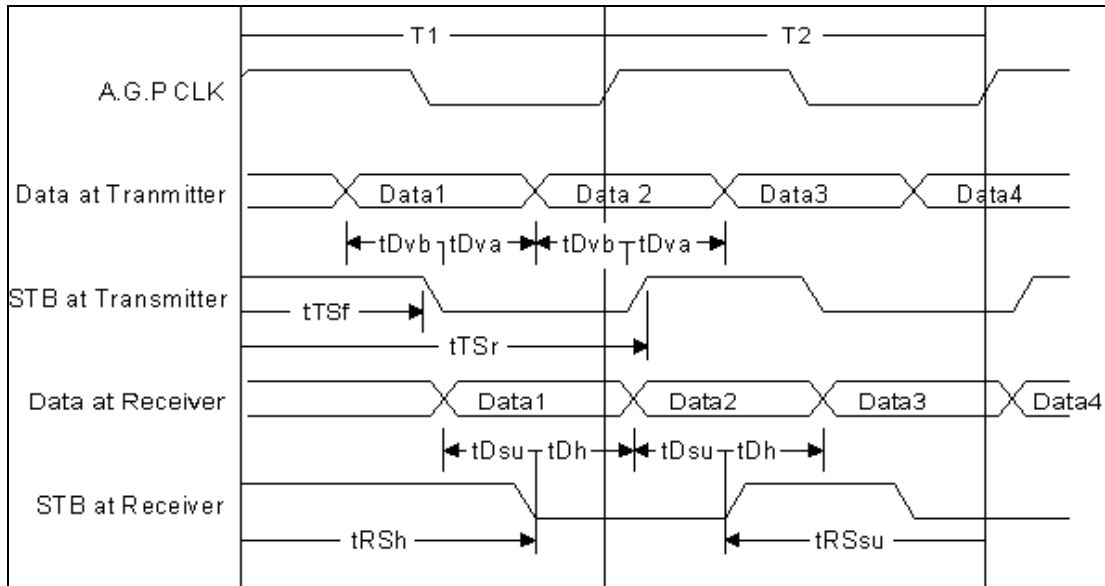 T1 T2
A.G.P CLK
Data at Tranmitter Data1 Data 2 Data3 Data4
tDvb tDva tDvb tDva
STB at Transmitter
tTSf
tTSr
Data at Receiver Data1 Data2 Data3 Data4
tDsu tDh tDsu tDh
STB at Receiver
tRSh tRSsu